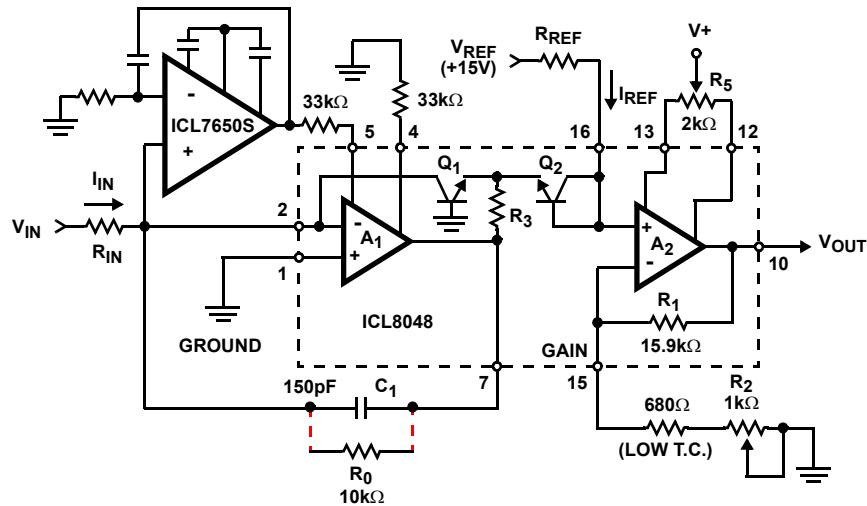 V+
RREF
VREF
(+15V)
R5
IREF
2kΩ
-
ICL7650S
+
33kΩ
33kΩ
5
4
16
13
12
Q1
Q2
IIN
VIN
RIN
2
-
A1
+
R3
+
A2
-
VOUT
10
1
R1
15.9kΩ
ICL8048
GROUND
GAIN
7
15
150pF
C1
R2
1kΩ
680Ω
(LOW T.C.)
R0
10kΩ